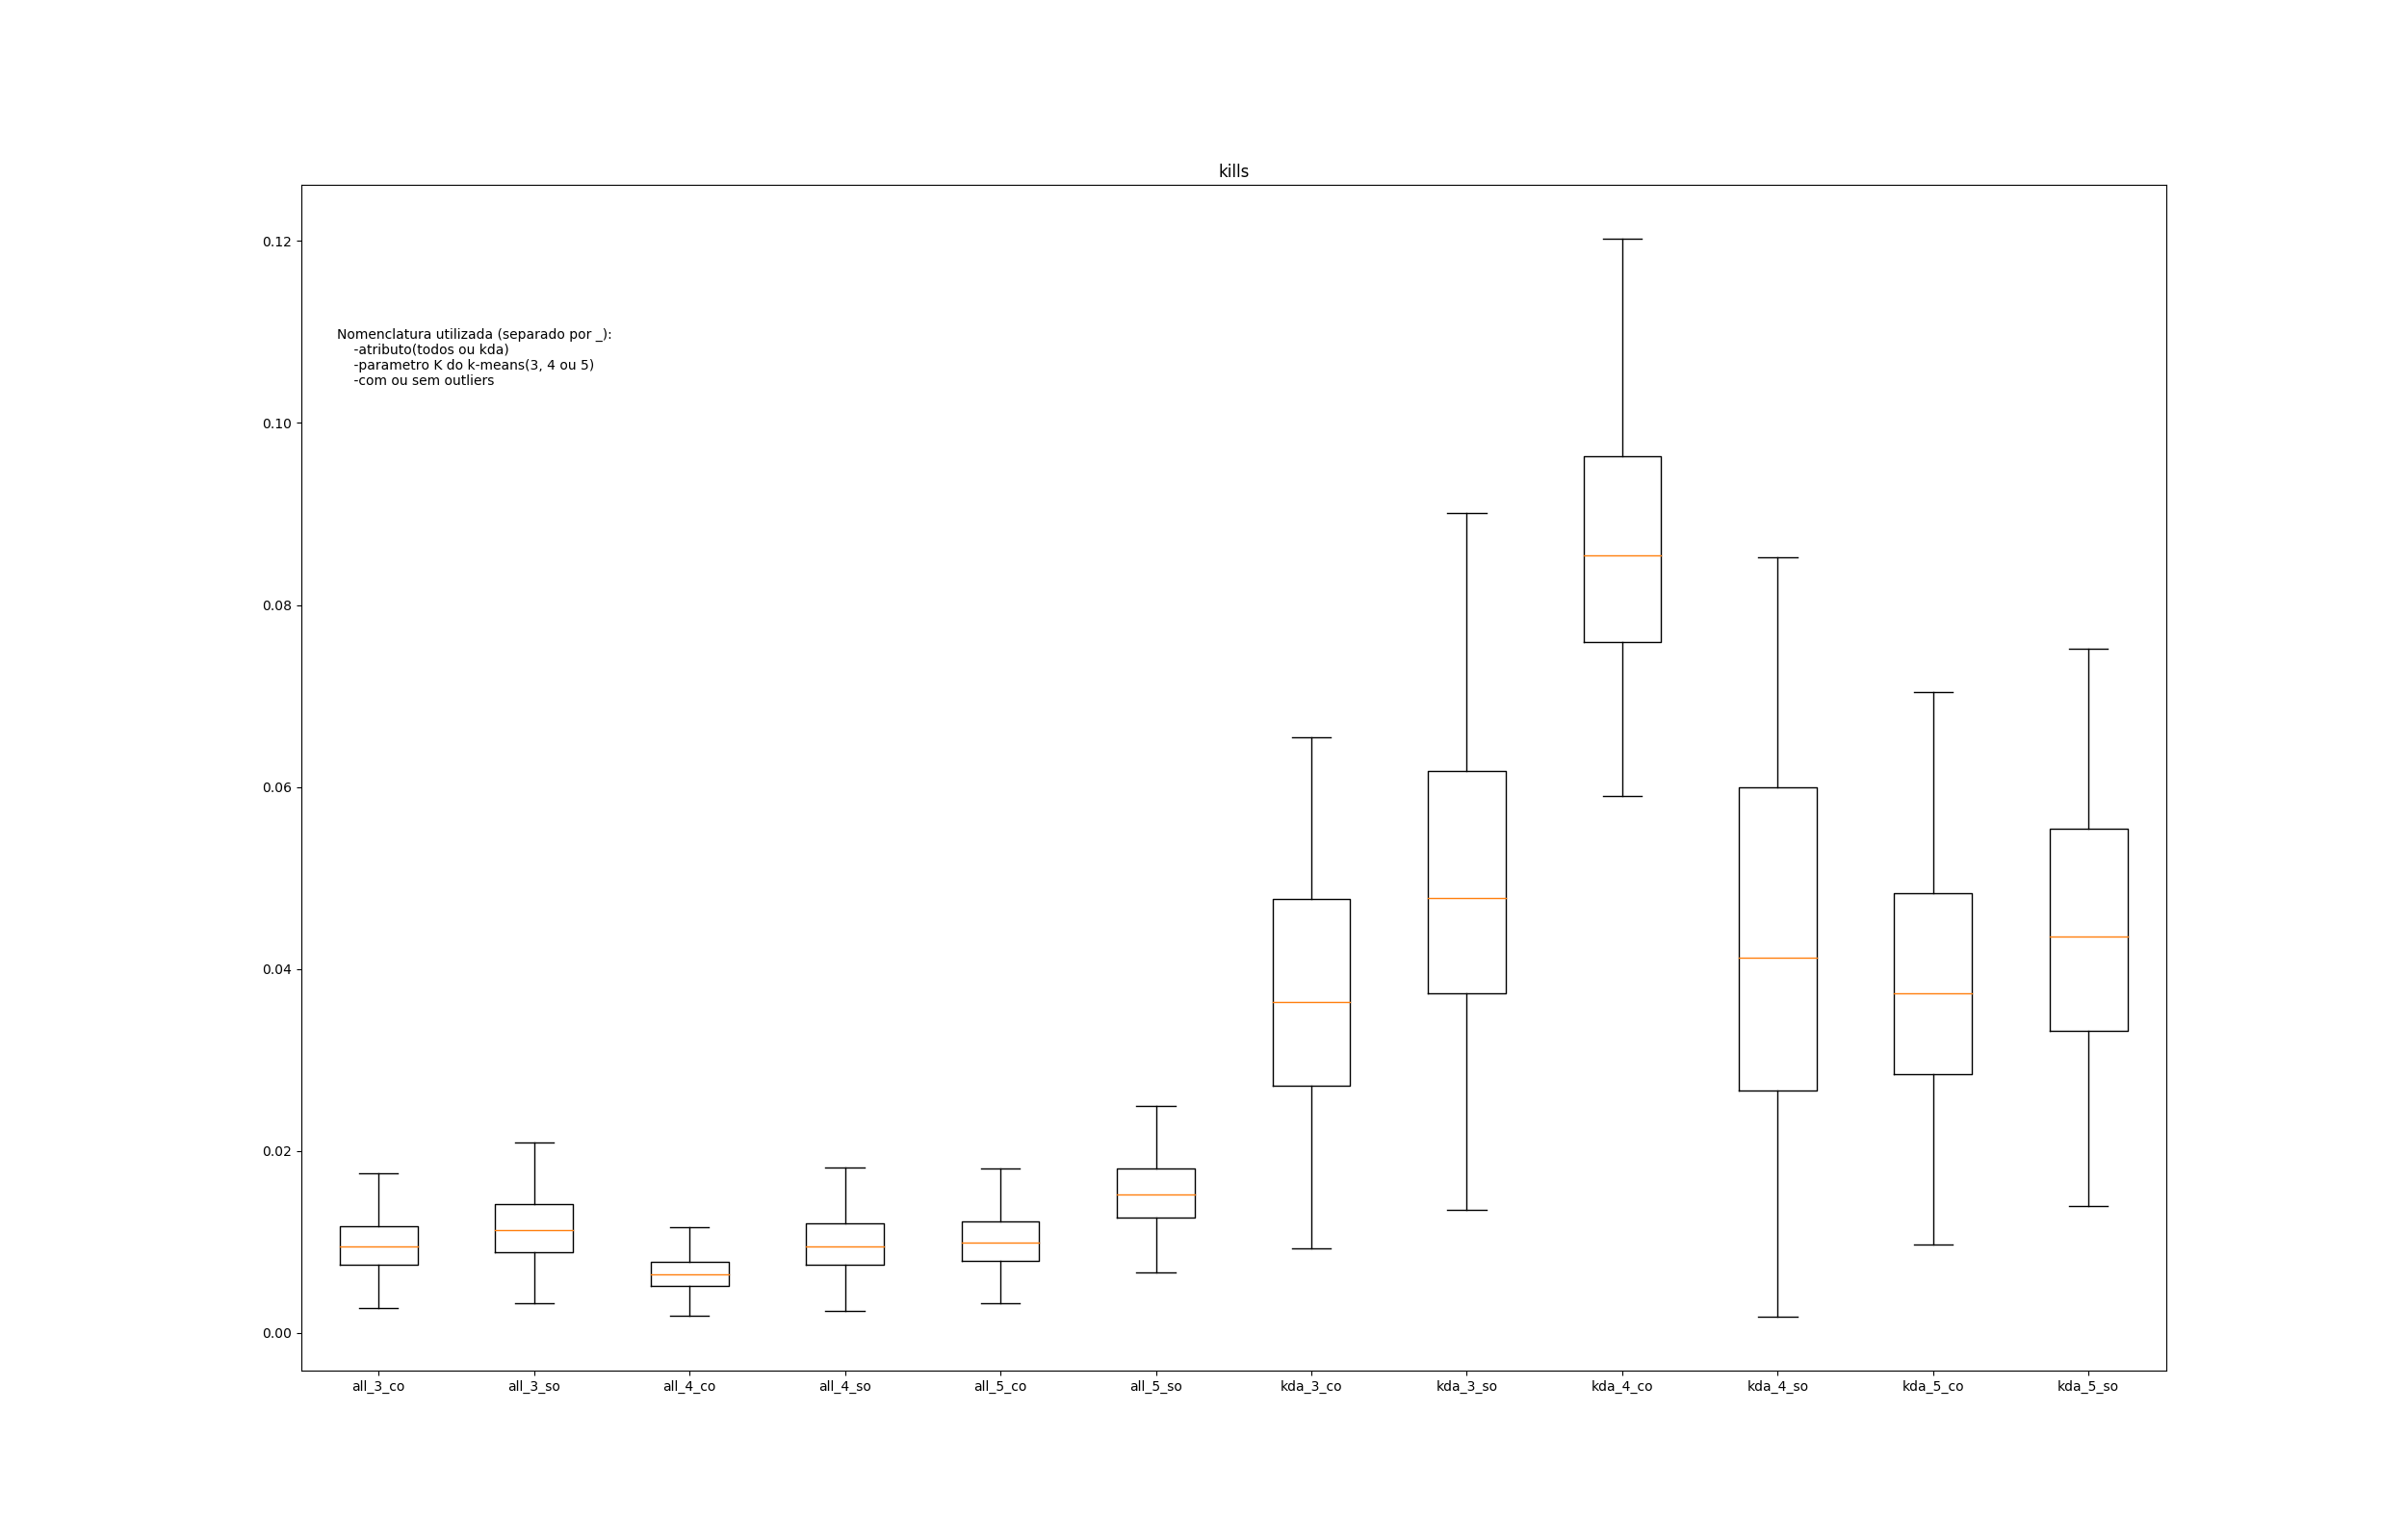 kills
0.12
Nomenclatura utilizada (separado por _):
-atributo(todos ou kda)
-parametro K do k-means(3, 4 ou 5)
-com ou sem outliers
0.10
0.08
0.06
0.04
0.02
0.00
all_3_co all_3_so all_4_co all_4_so all_5_co all_5_so kda_3_co kda_3_so kda_4_co kda_4_so kda_5_co kda_5_so